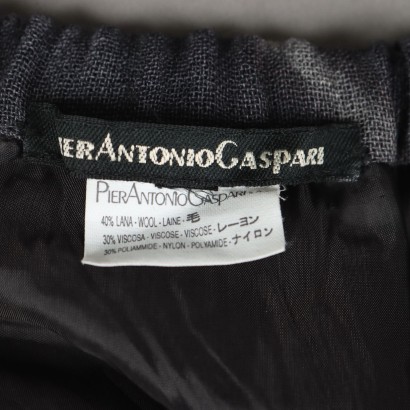 PIERANTONIOGASPARI
PIERANTONIOGASPARI
40% LANA - WOOL - LAINE - 毛
30% VISCOSA - VISCOSE - VISCOSE - レーヨン
30% POLIAMMIDE - NYLON - POLYAMIDE - ナイロン